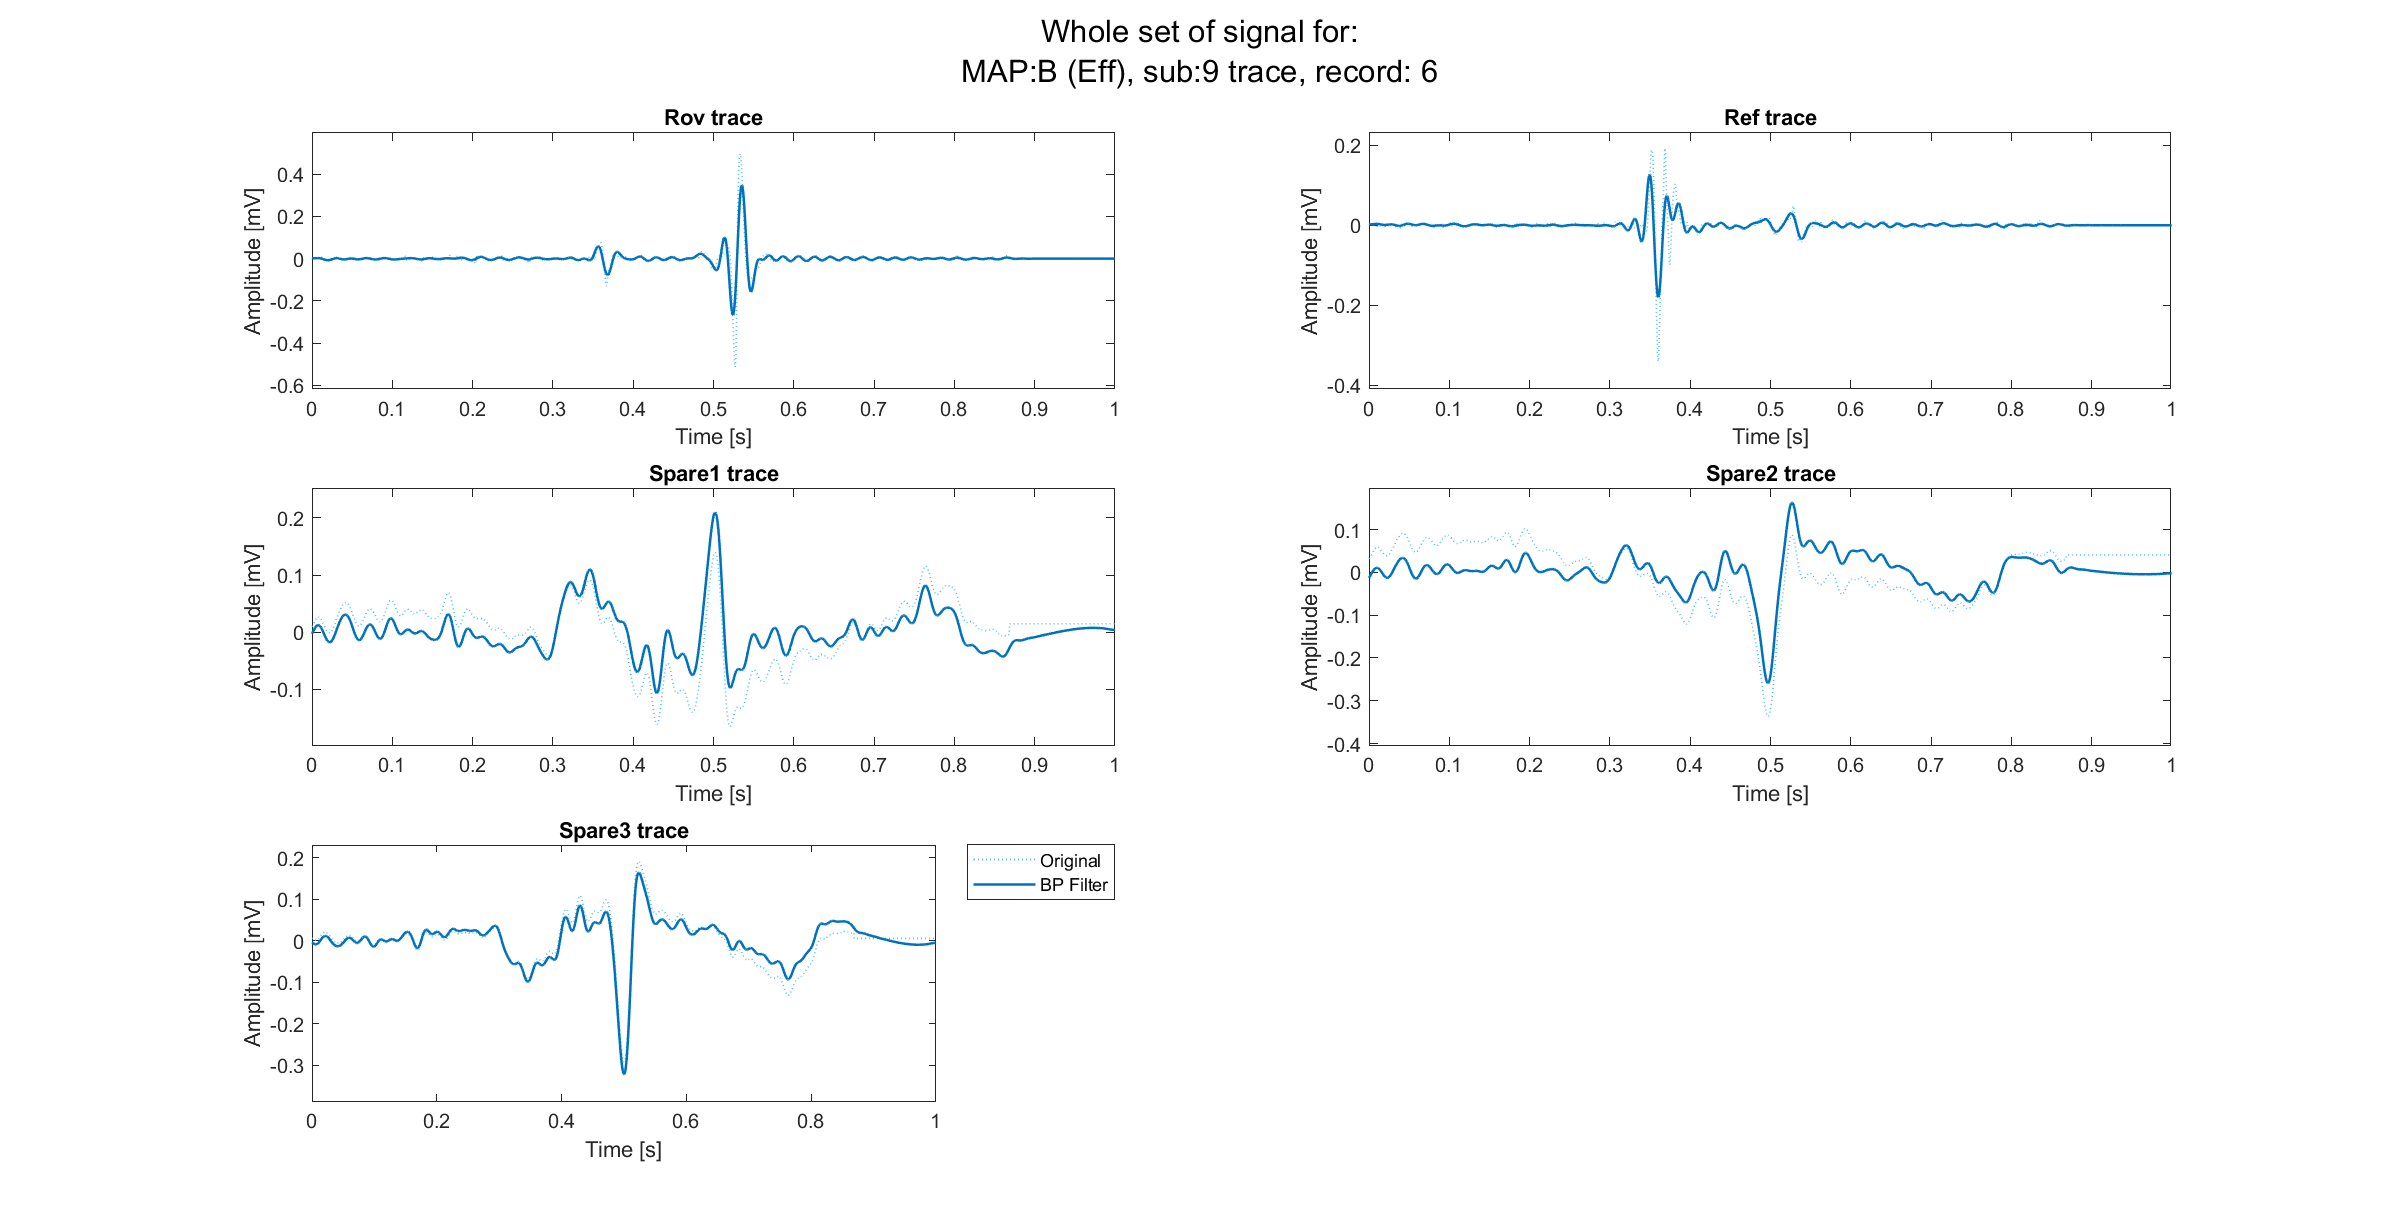 Whole set of signal for:
MAP:B (Eff), sub:9 trace, record: 6
Rov trace
Amplitude [mV]
0.4
0.2
0
-0.2
-0.4
-0.6
0 0.1 0.2 0.3 0.4 0.5 0.6 0.7 0.8 0.9 1
Time [s]
Ref trace
Amplitude [mV]
0.2
0
-0.2
-0.4
0 0.1 0.2 0.3 0.4 0.5 0.6 0.7 0.8 0.9 1
Time [s]
Spare1 trace
Amplitude [mV]
0.2
0.1
0
-0.1
0 0.1 0.2 0.3 0.4 0.5 0.6 0.7 0.8 0.9 1
Time [s]
Spare2 trace
Amplitude [mV]
0.1
0
-0.1
-0.2
-0.3
-0.4
0 0.1 0.2 0.3 0.4 0.5 0.6 0.7 0.8 0.9 1
Time [s]
Spare3 trace
Amplitude [mV]
0.2
0.1
0
-0.1
-0.2
-0.3
0 0.2 0.4 0.6 0.8 1
Time [s]
Original
BP Filter